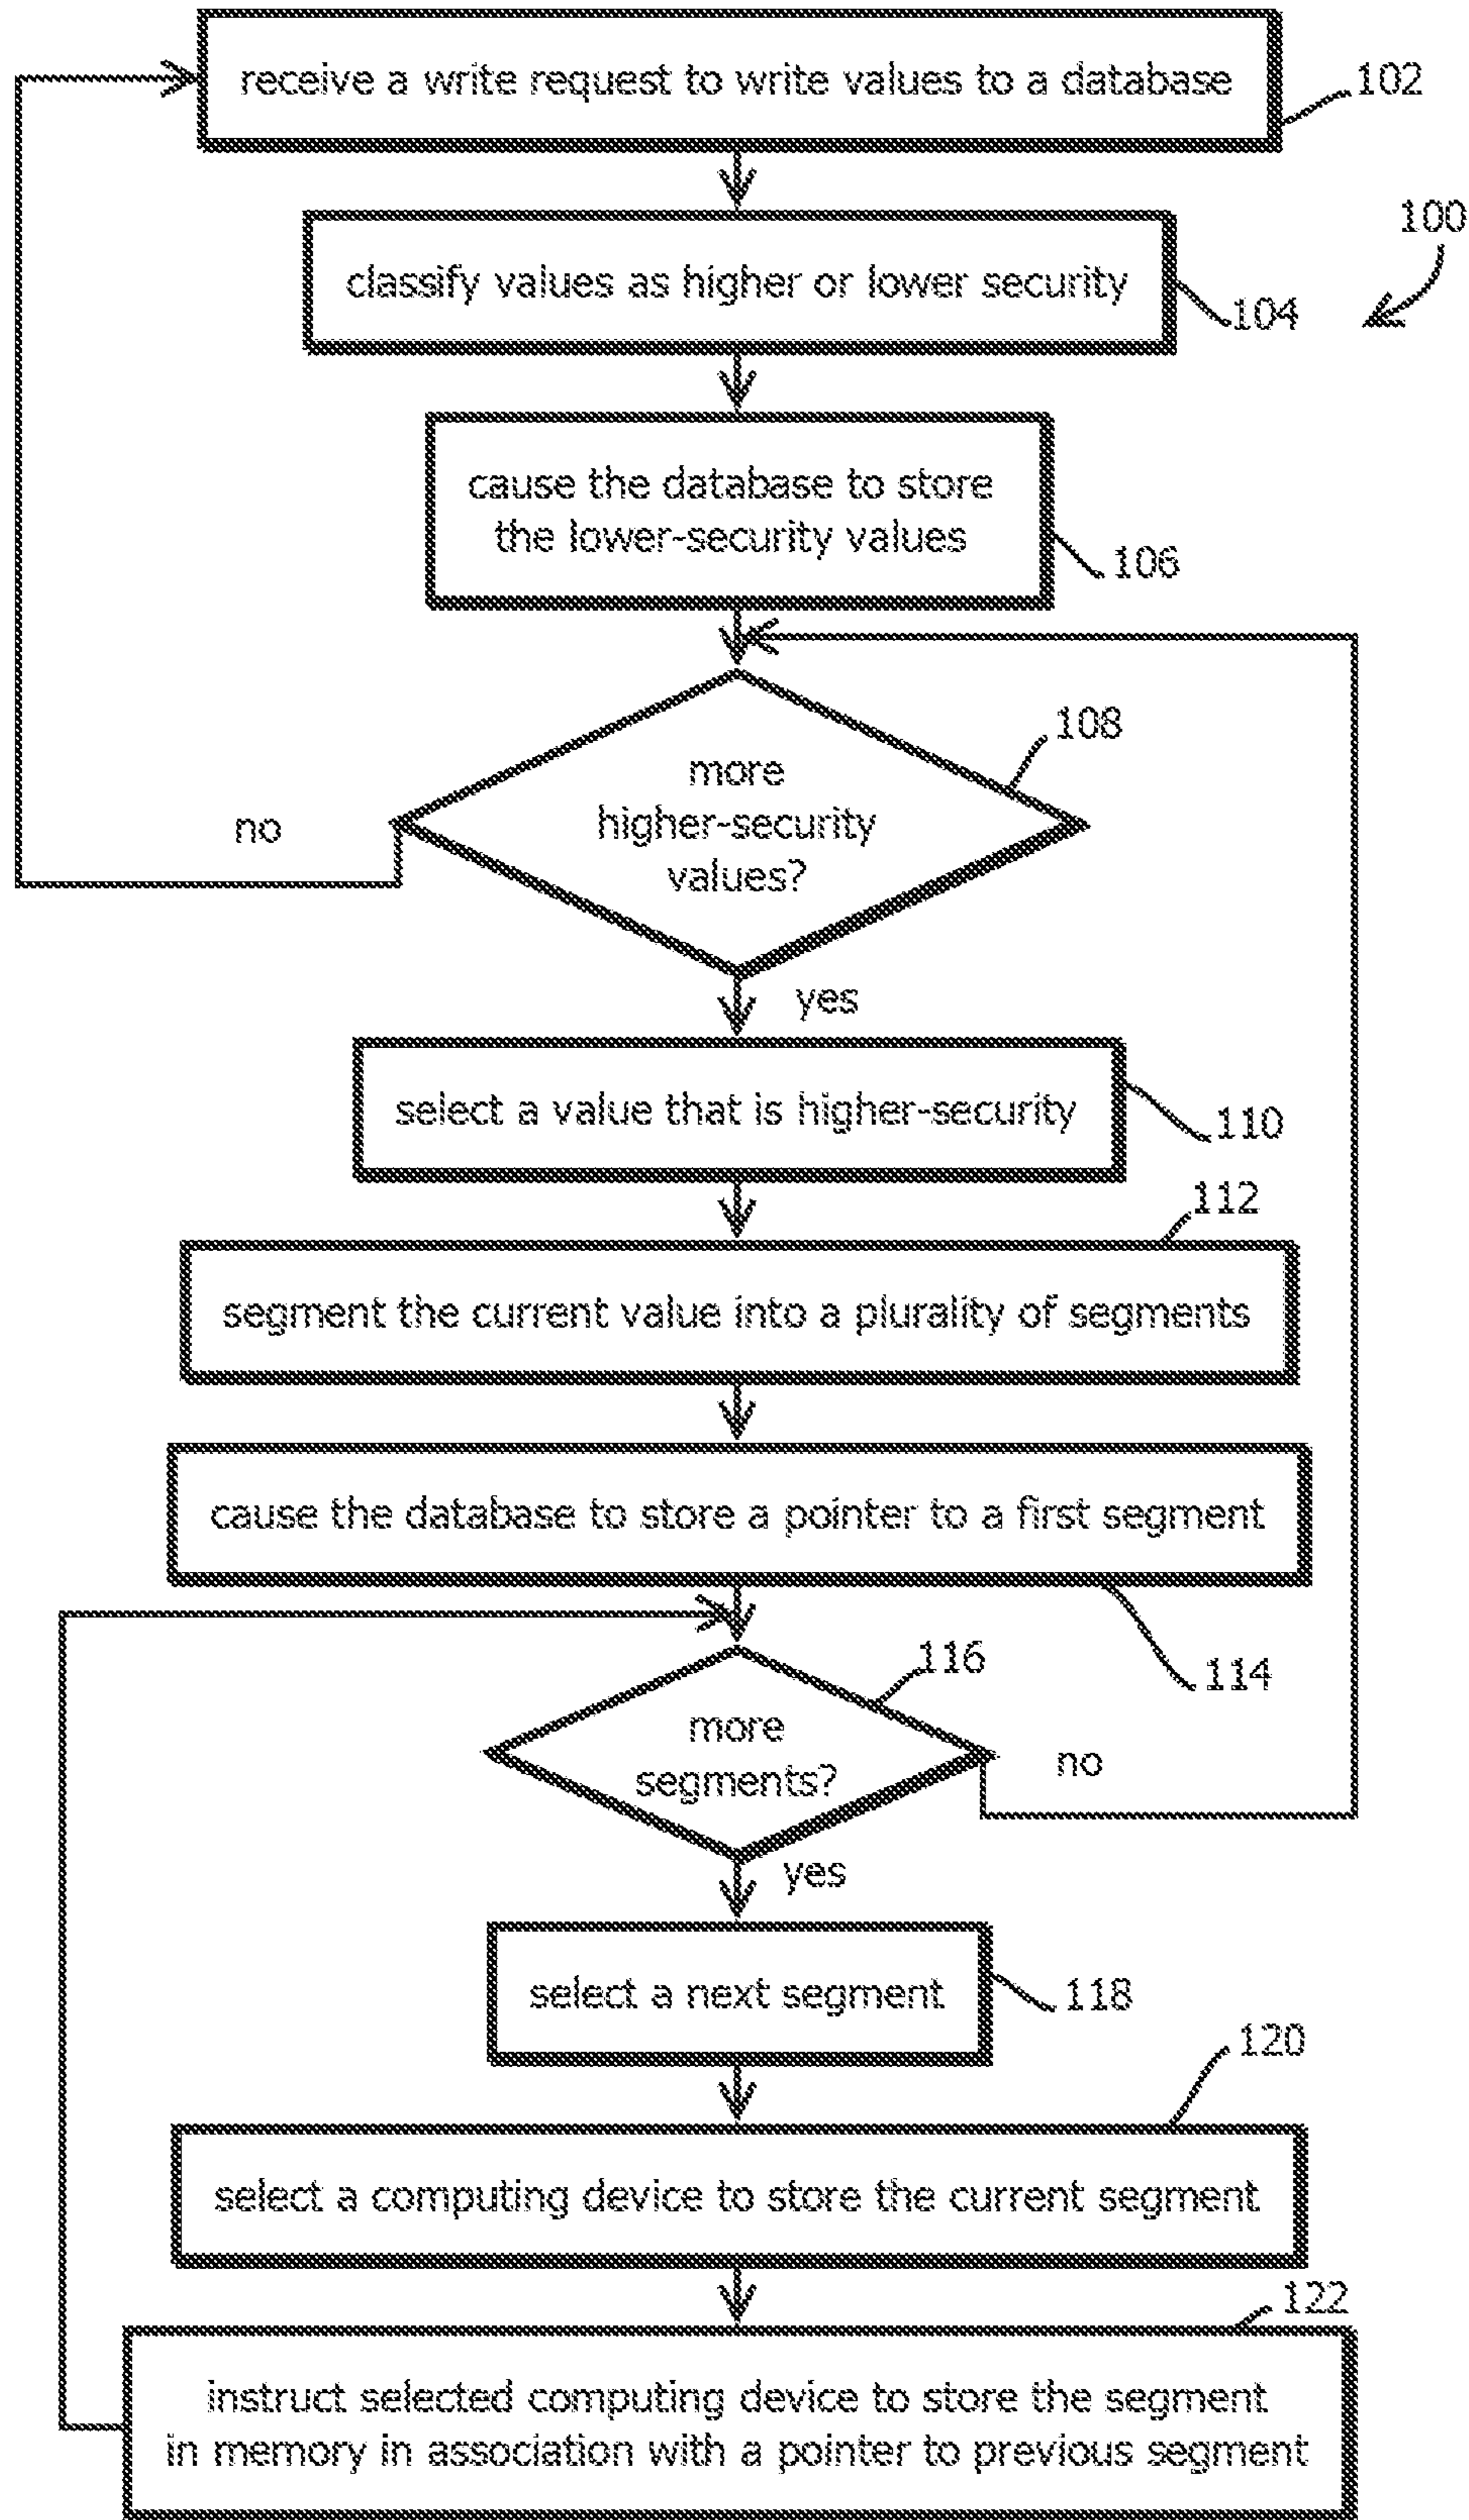 receive a write request to write values to a database
102
100
classify values as higher or lower security
104
cause the database to store
the lower-security values
106
108
more
higher-security
values?
no
yes
select a value that is higher-security
110
112
segment the current value into a plurality of segments
cause the database to store a pointer to a first segment
114
116
more
segments?
no
yes
select a next segment
118
120
select a computing device to store the current segment
122
instruct selected computing device to store the segment
in memory in association with a pointer to previous segment